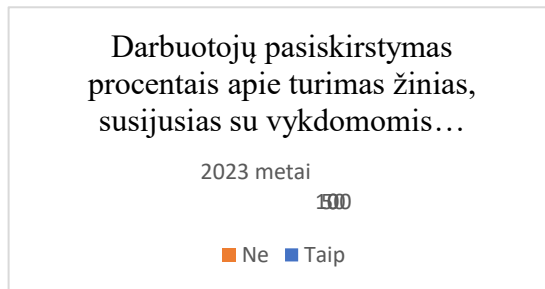 Darbuotojų pasiskirstymas
procentais apie turimas žinias,
susijusias su vykdomomis…
2023 metai
Ne Taip